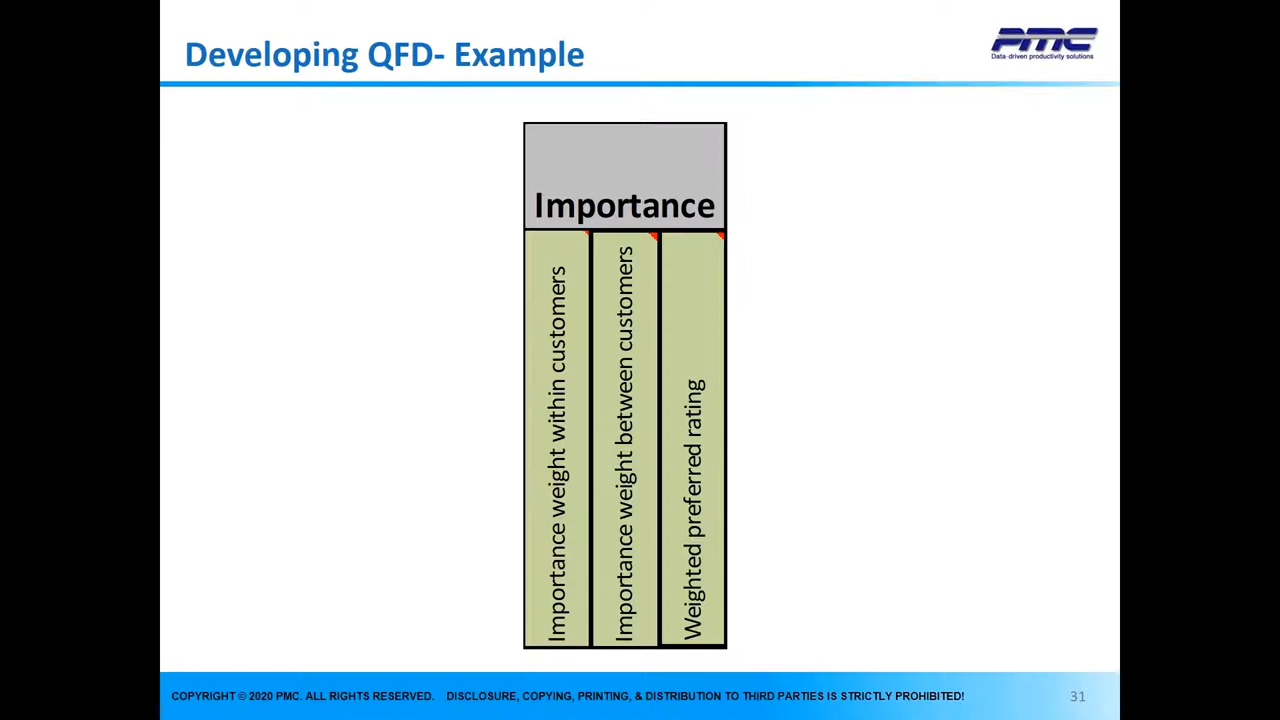 Developing QFD- Example
PMC
Data-driven productivity solutions
Importance
Importance weight within customers
Importance weight between customers
Weighted preferred rating
COPYRIGHT © 2020 PMC. ALL RIGHTS RESERVED. DISCLOSURE, COPYING, PRINTING, & DISTRIBUTION TO THIRD PARTIES IS STRICTLY PROHIBITED!
31